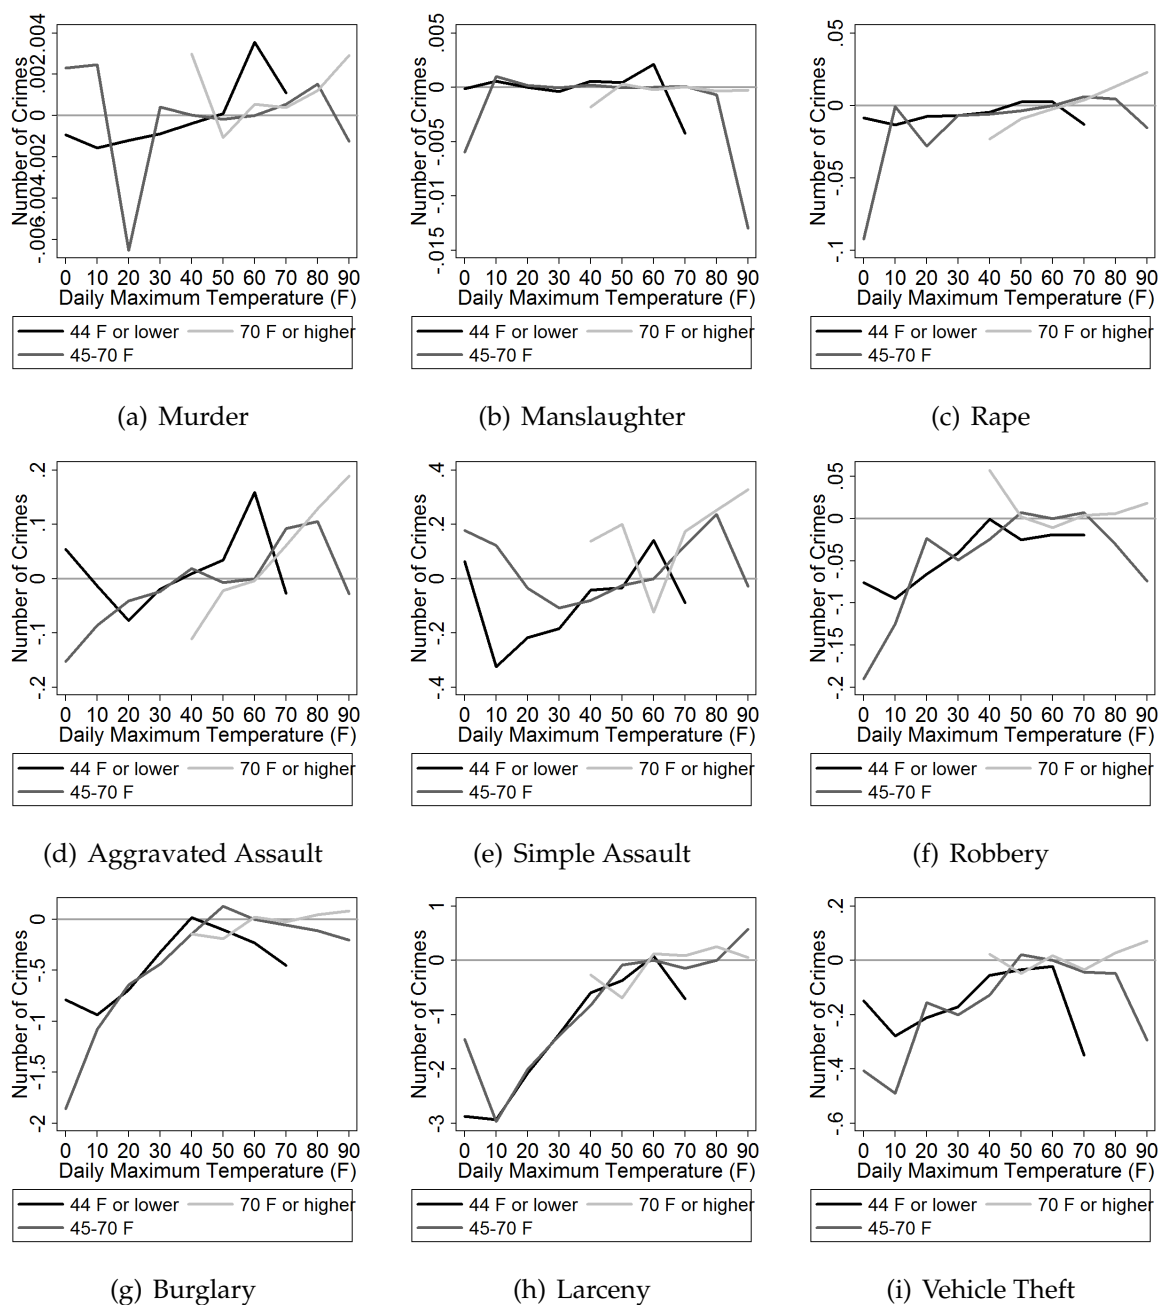 Number of Crimes
-.006 -.004 -.002 0 .002 .004
0 10 20 30 40 50 60 70 80 90
Daily Maximum Temperature (F)
44 F or lower 70 F or higher
45-70 F
(a) Murder
Number of Crimes
-.015 -.01 -.005 0 .005
0 10 20 30 40 50 60 70 80 90
Daily Maximum Temperature (F)
44 F or lower 70 F or higher
45-70 F
(b) Manslaughter
Number of Crimes
-.1 -.05 0 .05
0 10 20 30 40 50 60 70 80 90
Daily Maximum Temperature (F)
44 F or lower 70 F or higher
45-70 F
(c) Rape
Number of Crimes
-.2 -.1 0 .1 .2
0 10 20 30 40 50 60 70 80 90
Daily Maximum Temperature (F)
44 F or lower 70 F or higher
45-70 F
(d) Aggravated Assault
Number of Crimes
-.4 -.2 0 .2 .4
0 10 20 30 40 50 60 70 80 90
Daily Maximum Temperature (F)
44 F or lower 70 F or higher
45-70 F
(e) Simple Assault
Number of Crimes
-.2 -.15 -.1 -.05 0 .05
0 10 20 30 40 50 60 70 80 90
Daily Maximum Temperature (F)
44 F or lower 70 F or higher
45-70 F
(f) Robbery
Number of Crimes
-2 -1.5 -1 -.5 0
0 10 20 30 40 50 60 70 80 90
Daily Maximum Temperature (F)
44 F or lower 70 F or higher
45-70 F
(g) Burglary
Number of Crimes
-3 -2 -1 0 1
0 10 20 30 40 50 60 70 80 90
Daily Maximum Temperature (F)
44 F or lower 70 F or higher
45-70 F
(h) Larceny
Number of Crimes
-.6 -.4 -.2 0 .2
0 10 20 30 40 50 60 70 80 90
Daily Maximum Temperature (F)
44 F or lower 70 F or higher
45-70 F
(i) Vehicle Theft